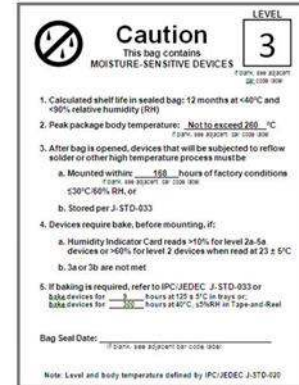 LEVEL
3
Caution
This bag contains
MOISTURE-SENSITIVE DEVICES
If blank, see adjacent
bar code label
1. Calculated shelf life in sealed bag: 12 months at <40°C and
<90% relative humidity (RH)
2. Peak package body temperature: Not to exceed 260 °C
If blank, see adjacent bar code label
3. After bag is opened, devices that will be subjected to reflow
solder or other high temperature process must be
a. Mounted within: 168 hours of factory conditions
If blank, see adjacent bar code label
≤30°C/60% RH, or
b. Stored per J-STD-033
4. Devices require bake, before mounting, if:
a. Humidity Indicator Card reads >10% for level 2a-5a
devices or >60% for level 2 devices when read at 23 ± 5°C
b. 3a or 3b are not met
5. If baking is required, refer to IPC/JEDEC J-STD-033 or
bake devices for hours at 125 ± 5°C in trays or;
bake devices for hours at 40°C, ≤5%RH in Tape-and-Reel
Bag Seal Date:
If blank, see adjacent bar code label
Note: Level and body temperature defined by IPC/JEDEC J-STD-020